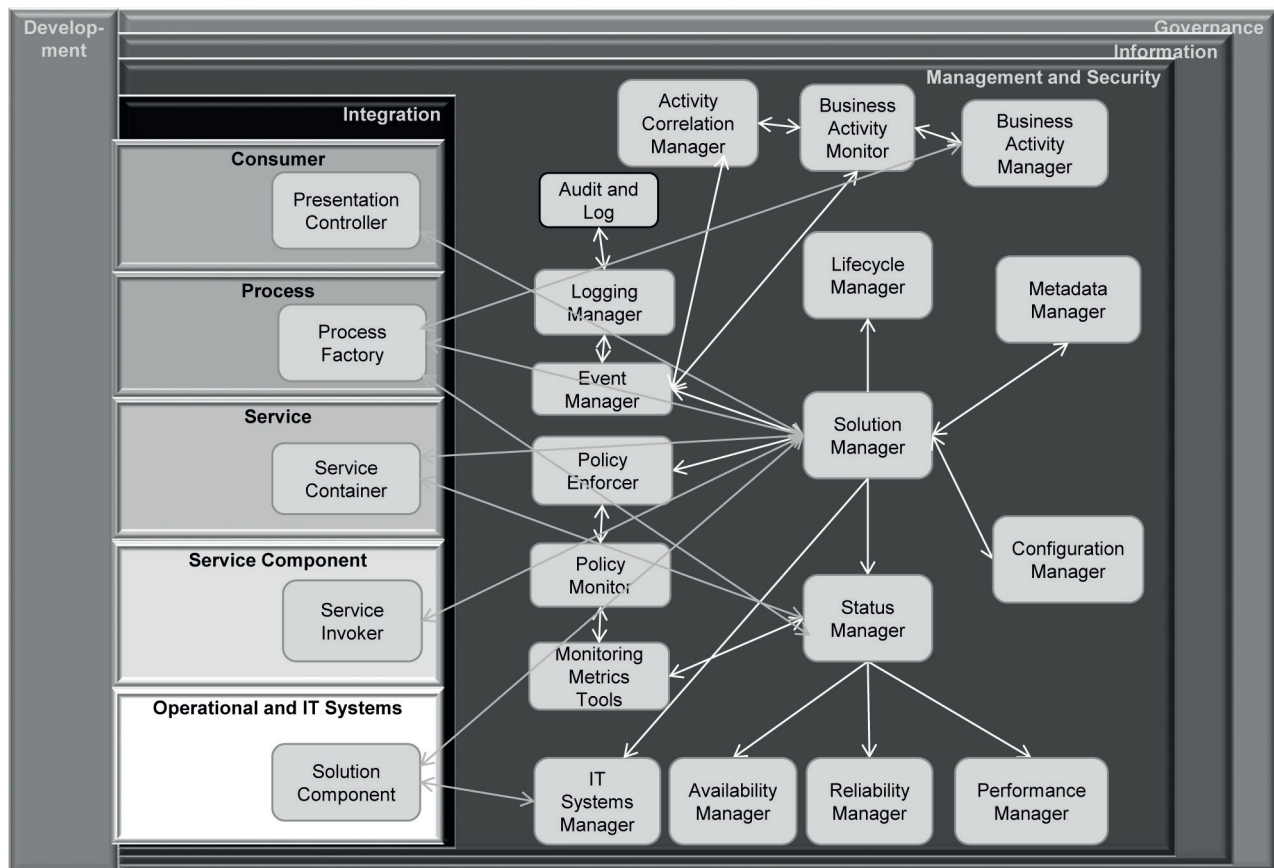 Develop-
ment
Governance
Information
Management and Security
Integration
Consumer
Presentation
Controller
Process
Process
Factory
Service
Service
Container
Service Component
Service
Invoker
Operational and IT Systems
Solution
Component
Activity
Correlation
Manager
Business
Activity
Monitor
Business
Activity
Manager
Audit and
Log
Logging
Manager
Event
Manager
Policy
Enforcer
Policy
Monitor
Monitoring
Metrics
Tools
Lifecycle
Manager
Metadata
Manager
Solution
Manager
Configuration
Manager
Status
Manager
IT
Systems
Manager
Availability
Manager
Reliability
Manager
Performance
Manager